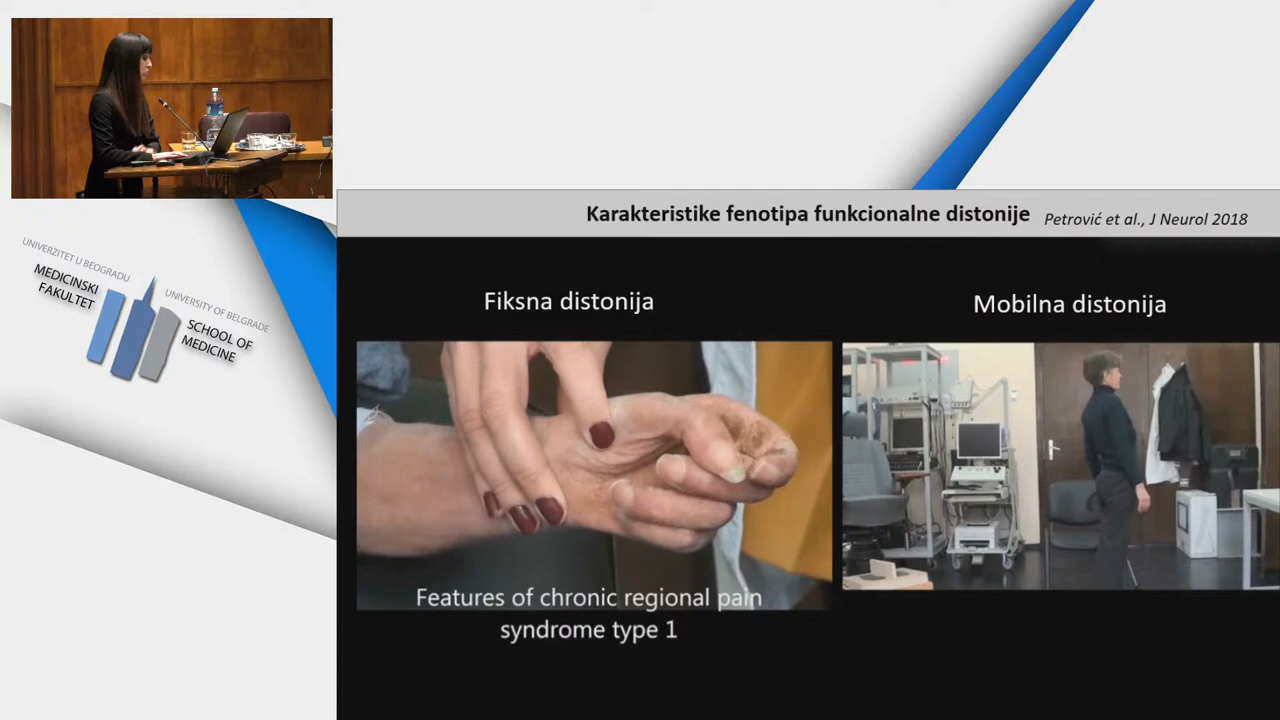 UNIVERZITET U BEOGRADU
MEDICINSKI
FAKULTET
UNIVERSITY OF BELGRADE
SCHOOL OF
MEDICINE
Karakteristike fenotipa funkcionalne distonije
Petrović et al., J Neurol 2018
Fiksna distonija
Mobilna distonija
Features of chronic regional pain
syndrome type 1